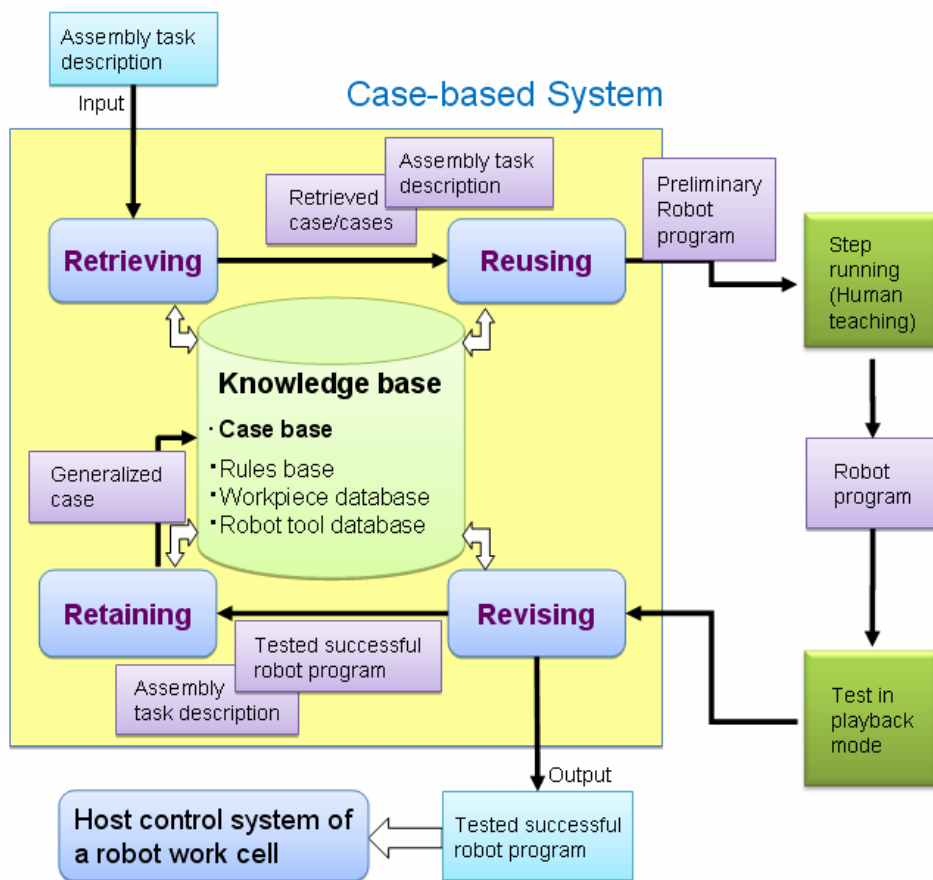 Assembly task
description
Input
Case-based System
Assembly task
description
Retrieved
case/cases
Preliminary
Robot
program
Retrieving
Reusing
Step
running
(Human
teaching)
Knowledge base
· Case base
·Rules base
·Workpiece database
·Robot tool database
Generalized
case
Robot
program
Retaining
Revising
Tested successful
robot program
Assembly
task description
Test in
playback
mode
Output
Host control system of
a robot work cell
Tested successful
robot program